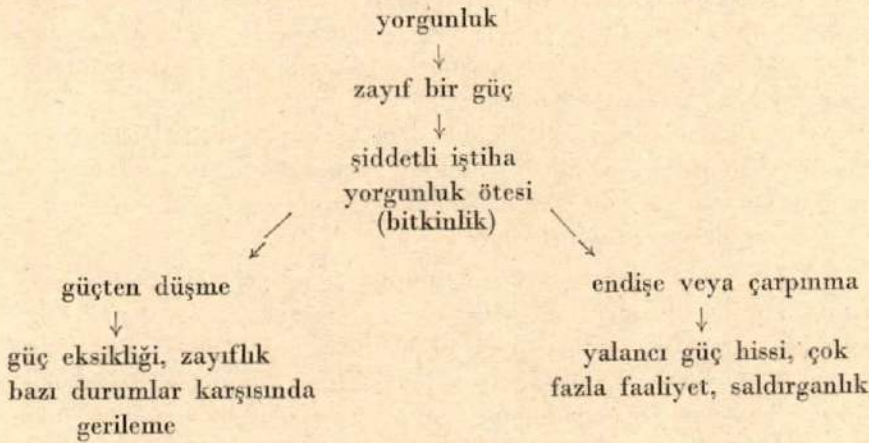 yorgunluk
zayıf bir güç
şiddetli iştiha
yorgunluk ötesi
(bitkinlik)
güçten düşme
endişe veya çarpınma
güç eksikliği, zayıflık
bazı durumlar karşısında
gerileme
yalancı güç hissi, çok
fazla faaliyet, saldırganlık